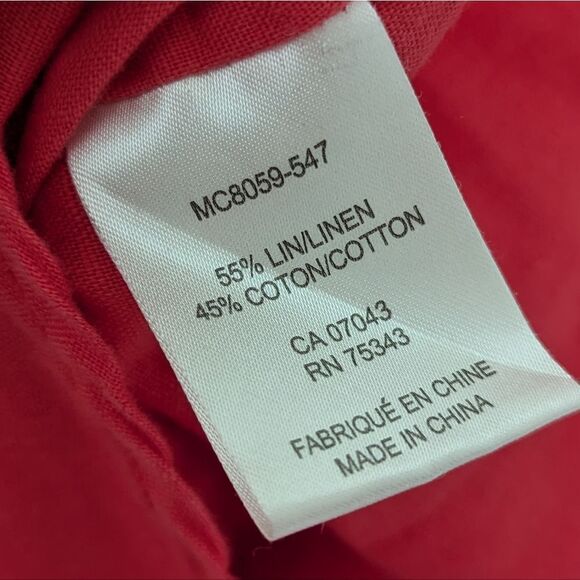 MC8059-547
55% LIN/LINEN
45% COTON/COTTON
CA 07043
RN 75343
FABRIQUÉ EN CHINE
MADE IN CHINA